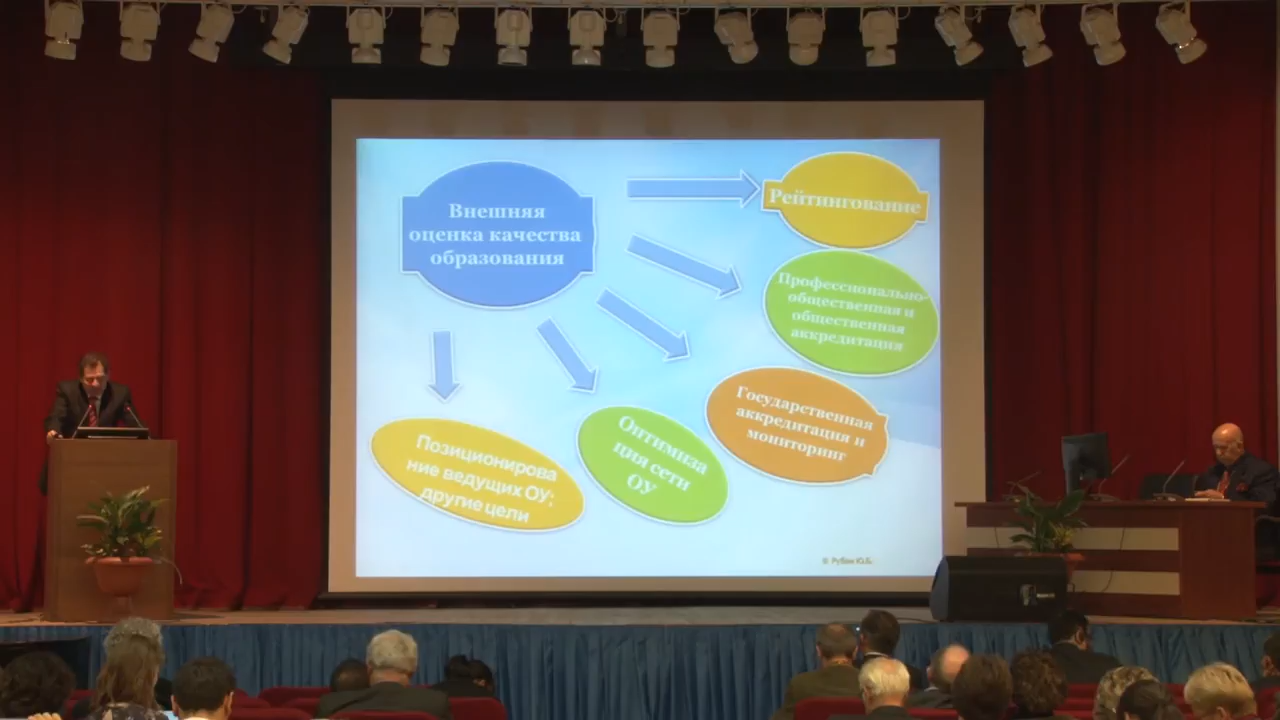 Внешняя
оценка качества
образования
Рейтингование
Профессионально-
общественная и
общественная
аккредитация
Государственная
аккредитация и
мониторинг
Оптимиза
ция сети
ОУ
Позиционирова
ние ведущих ОУ;
другие цели
© Рубин Ю.Б.